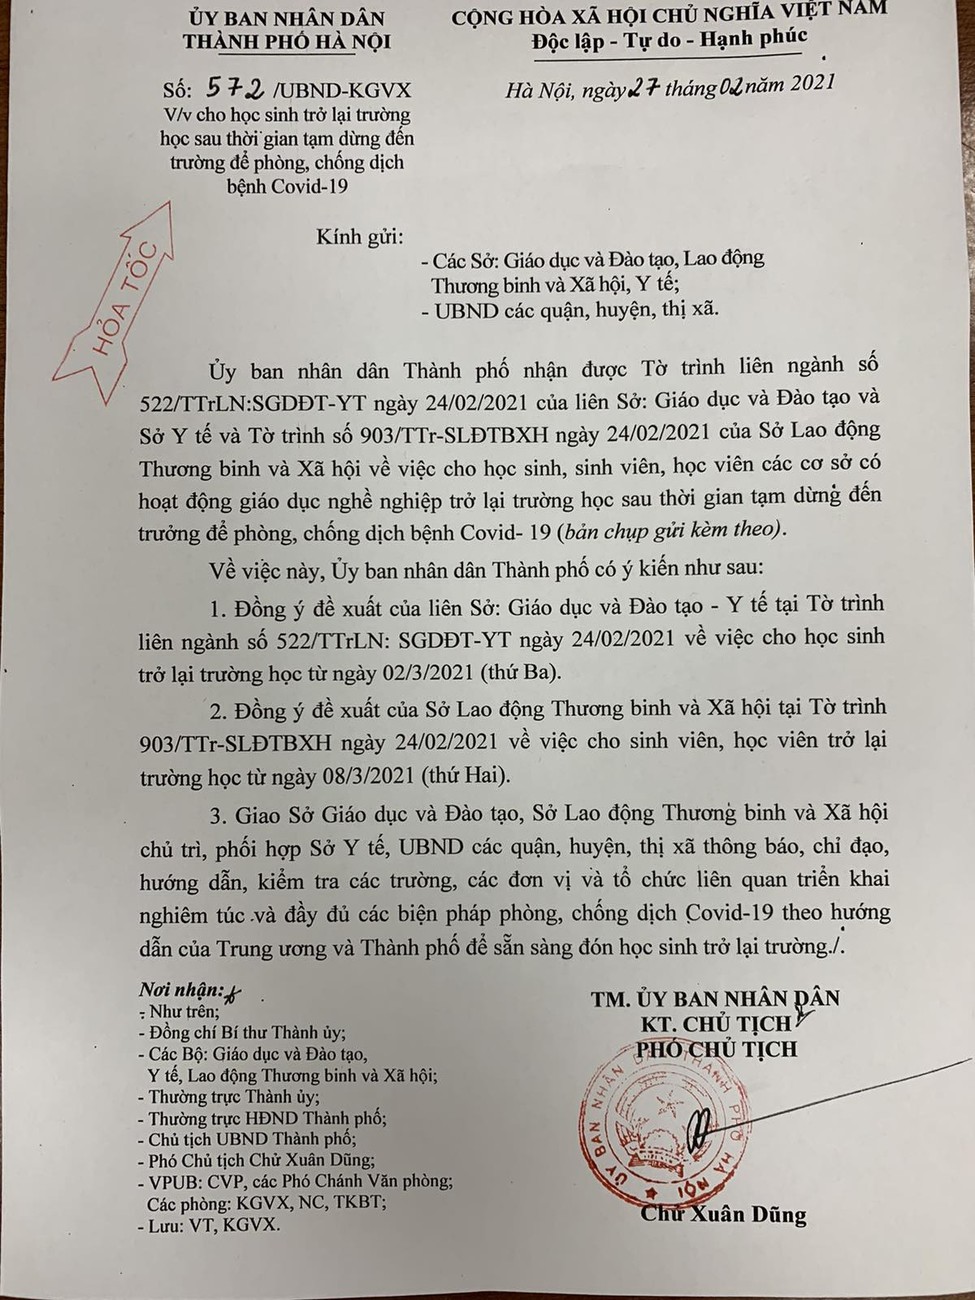 ỦY BAN NHÂN DÂN
THÀNH PHỐ HÀ NỘI
CỘNG HÒA XÃ HỘI CHỦ NGHĨA VIỆT NAM
Độc lập - Tự do - Hạnh phúc
Số: 572 /UBND-KGVX
V/v cho học sinh trở lại trường
học sau thời gian tạm dừng đến
trường để phòng, chống dịch
bệnh Covid-19
Hà Nội, ngày 27 tháng 02 năm 2021
HỎA TỐC
Kính gửi:
- Các Sở: Giáo dục và Đào tạo, Lao động
Thương binh và Xã hội, Y tế;
- UBND các quận, huyện, thị xã.
Ủy ban nhân dân Thành phố nhận được Tờ trình liên ngành số
522/TTrLN:SGDĐT-YT ngày 24/02/2021 của liên Sở: Giáo dục và Đào tạo và
Sở Y tế và Tờ trình số 903/TTr-SLĐTBXH ngày 24/02/2021 của Sở Lao động
Thương binh và Xã hội về việc cho học sinh, sinh viên, học viên các cơ sở có
hoạt động giáo dục nghề nghiệp trở lại trường học sau thời gian tạm dừng đến
trưởng để phòng, chống dịch bệnh Covid- 19 (bản chụp gửi kèm theo).
Về việc này, Ủy ban nhân dân Thành phố có ý kiến như sau:
1. Đồng ý đề xuất của liên Sở: Giáo dục và Đào tạo - Y tế tại Tờ trình
liên ngành số 522/TTrLN: SGDĐT-YT ngày 24/02/2021 về việc cho học sinh
trở lại trường học từ ngày 02/3/2021 (thứ Ba).
2. Đồng ý đề xuất của Sở Lao động Thương binh và Xã hội tại Tờ trình
903/TTr-SLĐTBXH ngày 24/02/2021 về việc cho sinh viên, học viên trở lại
trường học từ ngày 08/3/2021 (thứ Hai).
3. Giao Sở Giáo dục và Đào tạo, Sở Lao động Thương binh và Xã hội
chủ trì, phối hợp Sở Y tế, UBND các quận, huyện, thị xã thông báo, chỉ đạo,
hướng dẫn, kiểm tra các trường, các đơn vị và tổ chức liên quan triển khai
nghiêm túc và đầy đủ các biện pháp phòng, chống dịch Covid-19 theo hướng
dẫn của Trung ương và Thành phố để sẵn sàng đón học sinh trở lại trường./.
Nơi nhận:
- Như trên;
- Đồng chí Bí thư Thành ủy;
- Các Bộ: Giáo dục và Đào tạo,
Y tế, Lao động Thương binh và Xã hội;
- Thường trực Thành ủy;
- Thường trực HĐND Thành phố;
- Chủ tịch UBND Thành phố;
- Phó Chủ tịch Chử Xuân Dũng;
- VPUB: CVP, các Phó Chánh Văn phòng;
Các phòng: KGVX, NC, TKBT;
- Lưu: VT, KGVX.
TM. ỦY BAN NHÂN DÂN
KT. CHỦ TỊCH
PHÓ CHỦ TỊCH
ỦY BAN NHÂN DÂN THÀNH PHỐ HÀ NỘI
Chử Xuân Dũng